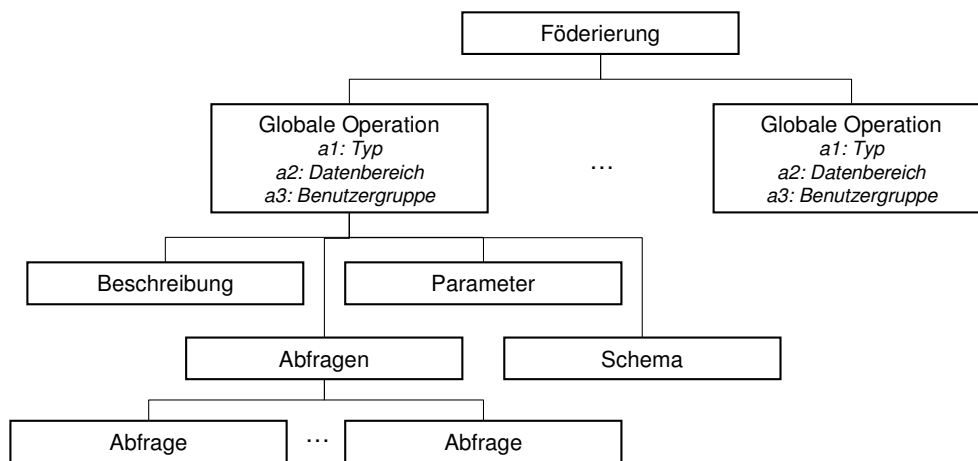 Föderierung
Globale Operation
a1: Typ
a2: Datenbereich
a3: Benutzergruppe
...
Globale Operation
a1: Typ
a2: Datenbereich
a3: Benutzergruppe
Beschreibung
Parameter
Abfragen
Schema
Abfrage
...
Abfrage